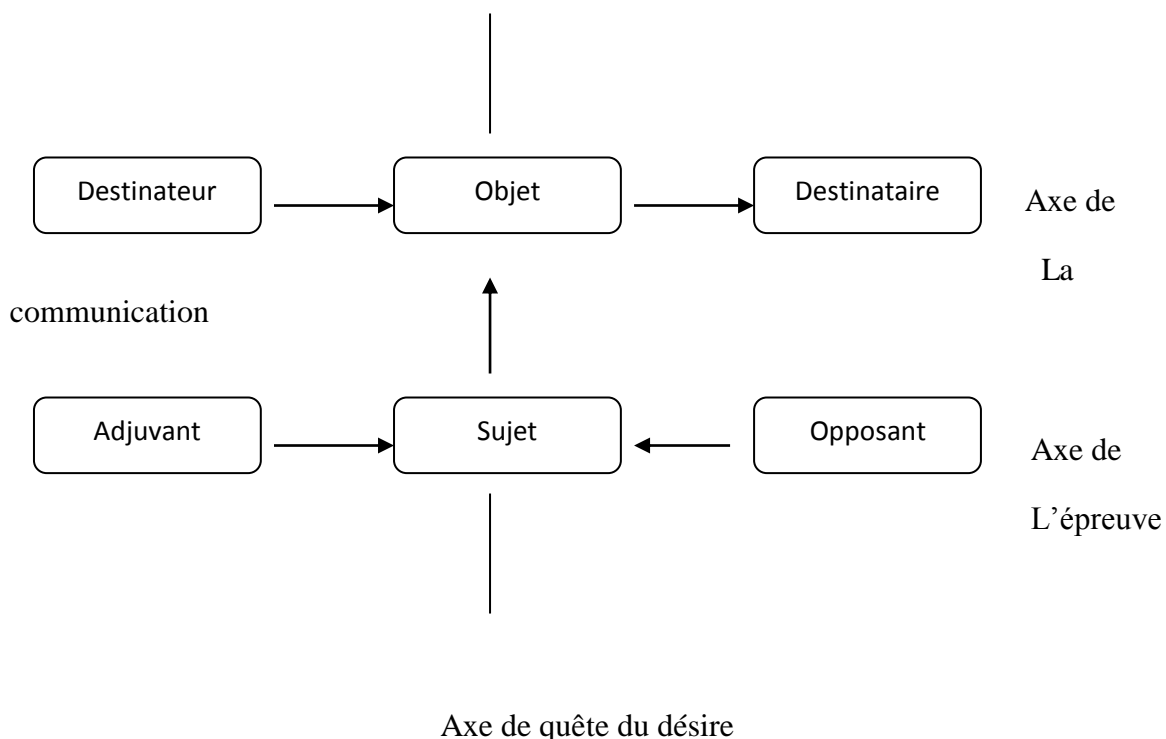 Destinateur Objet Destinataire Axe de
La
communication
Adjuvant Sujet Opposant Axe de
L’épreuve
Axe de quête du désire